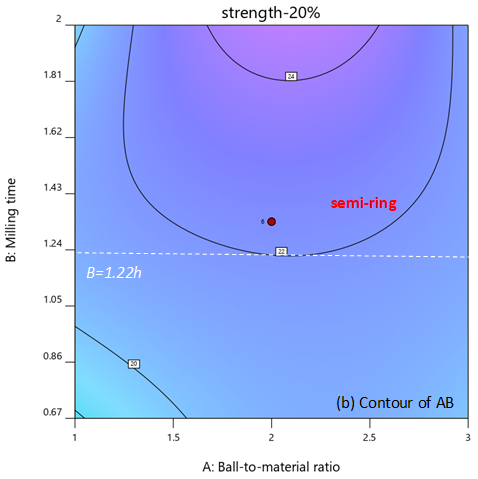 strength-20%
2
1.81
1.62
1.43
1.24
1.05
0.86
0.67
B: Milling time
24
semi-ring
6
22
B=1.22h
20
(b) Contour of AB
1
1.5
2
2.5
3
A: Ball-to-material ratio